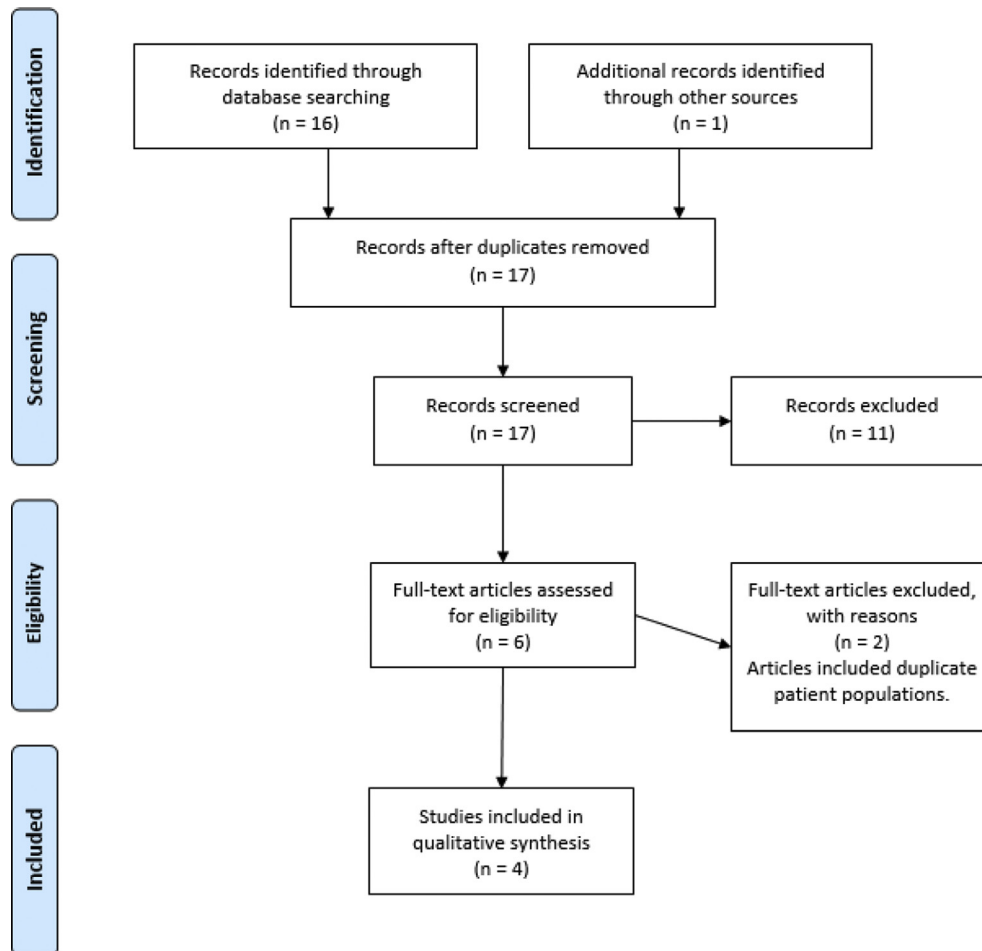 Identification
Records identified through
database searching
(n = 16)
Additional records identified
through other sources
(n = 1)
Records after duplicates removed
(n = 17)
Screening
Records screened
(n = 17)
Records excluded
(n = 11)
Eligibility
Full-text articles assessed
for eligibility
(n = 6)
Full-text articles excluded,
with reasons
(n = 2)
Articles included duplicate
patient populations.
Included
Studies included in
qualitative synthesis
(n = 4)